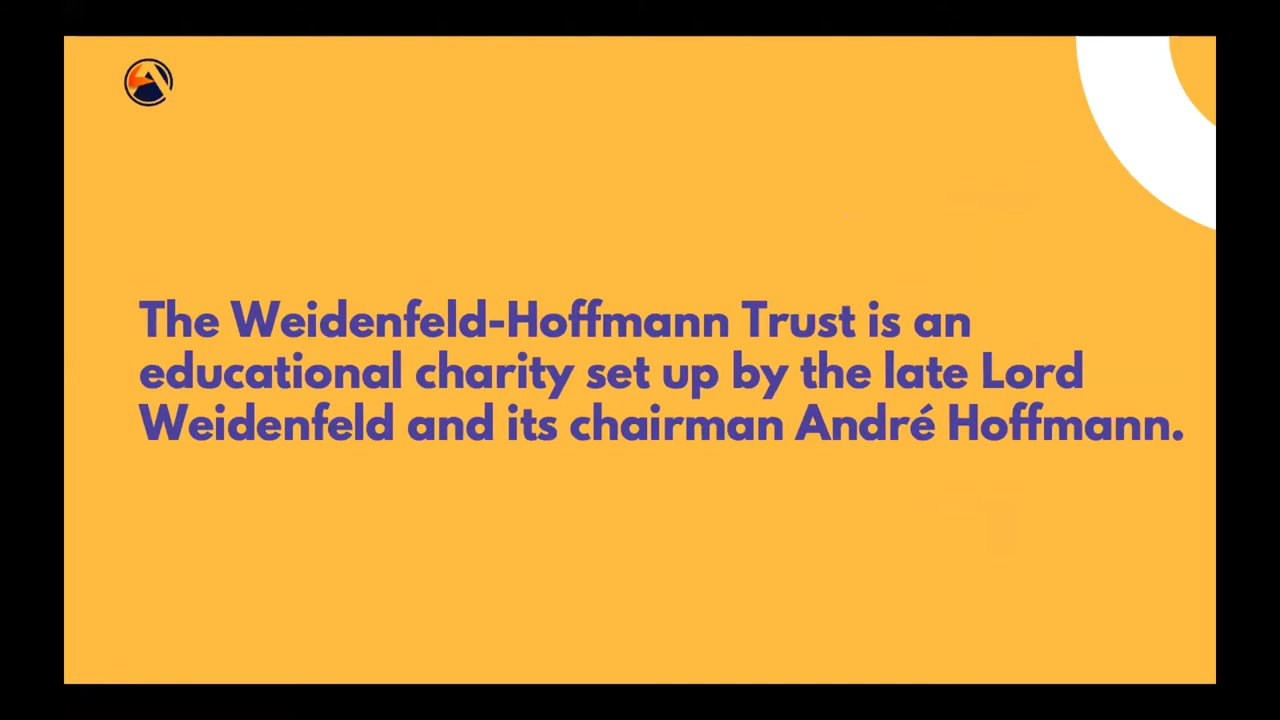 The Weidenfeld-Hoffmann Trust is an
educational charity set up by the late Lord
Weidenfeld and its chairman André Hoffmann.